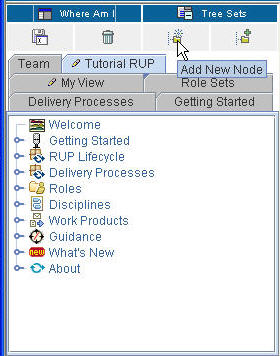 Where Am I Tree Sets
Team Tutorial RUP
Add New Node
My View Role Sets
Delivery Processes Getting Started
Welcome
Getting Started
RUP Lifecycle
Delivery Processes
Roles
Disciplines
Work Products
Guidance
new What's New
About